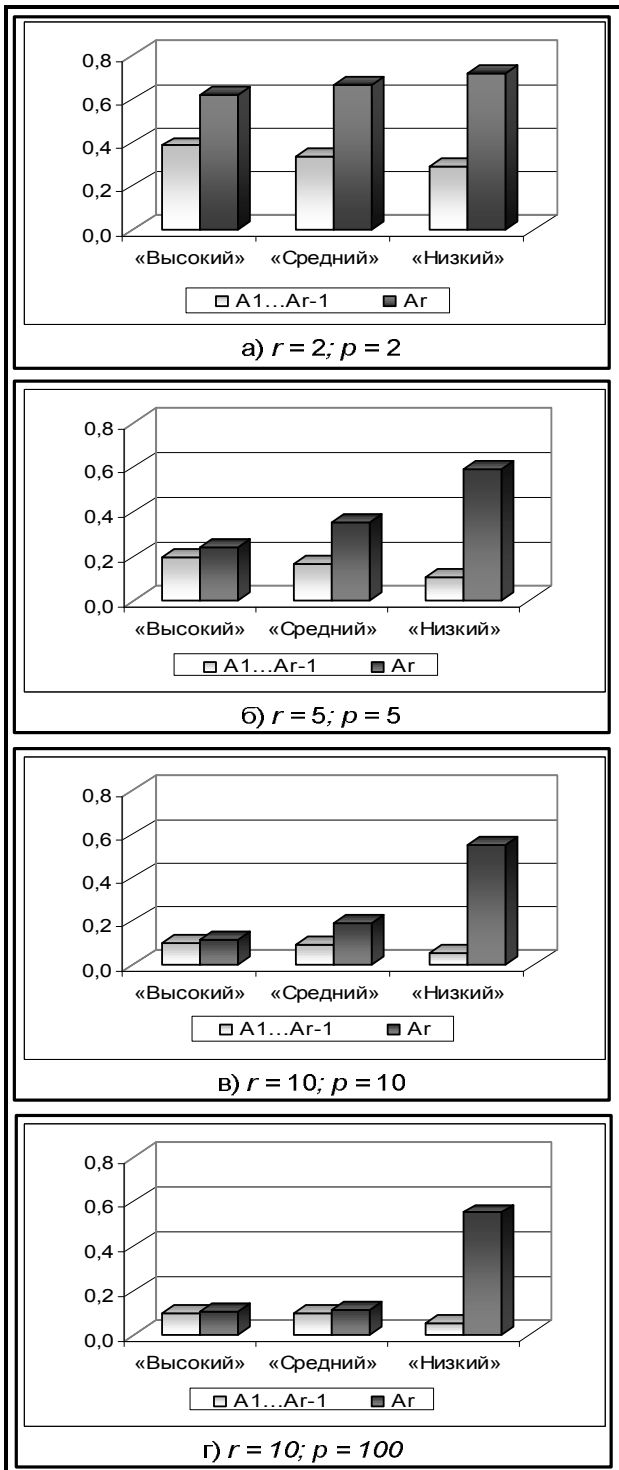 0,8
0,6
0,4
0,2
0,0
«Высокий» «Средний» «Низкий»
A1...Ar-1 Ar
а) r = 2; p = 2
0,8
0,6
0,4
0,2
0,0
«Высокий» «Средний» «Низкий»
A1...Ar-1 Ar
б) r = 5; p = 5
0,8
0,6
0,4
0,2
0,0
«Высокий» «Средний» «Низкий»
A1...Ar-1 Ar
в) r = 10; p = 10
0,8
0,6
0,4
0,2
0,0
«Высокий» «Средний» «Низкий»
A1...Ar-1 Ar
г) r = 10; p = 100